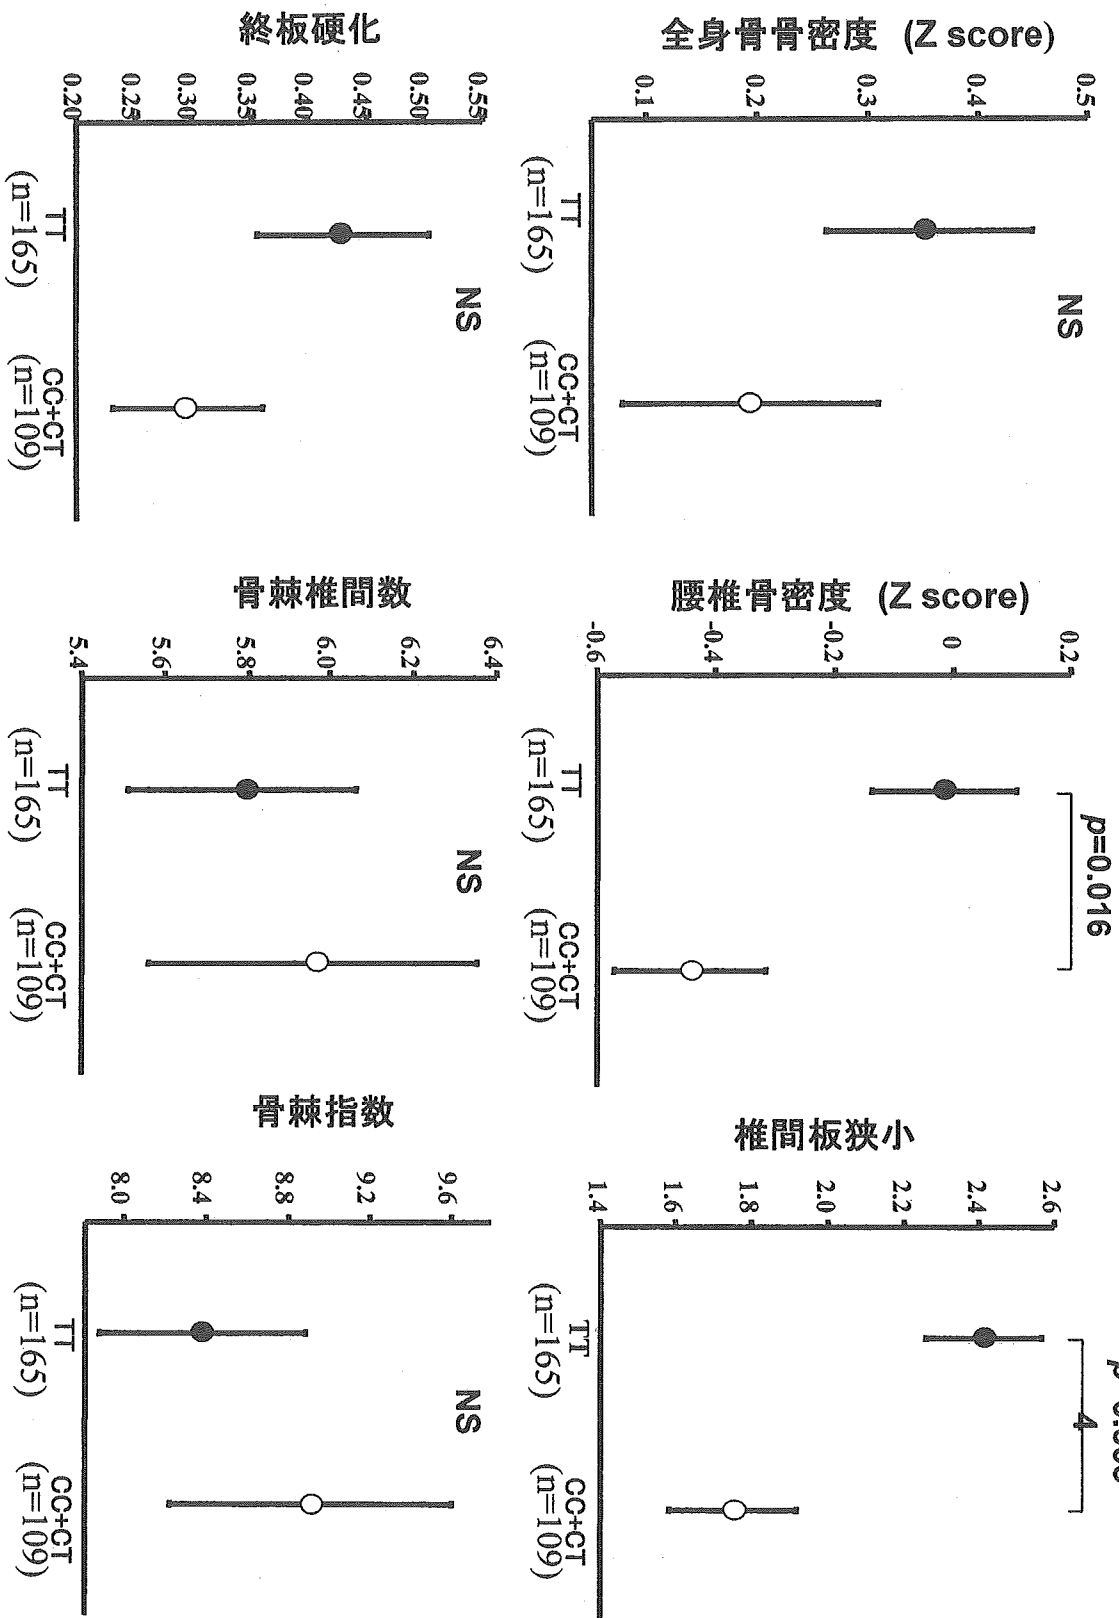 全身骨骨密度 (Z score)
0.5
0.4
0.3
0.2
0.1
NS
TT
(n=165)
CC+CT
(n=109)
腰椎骨密度 (Z score)
0.2
0
-0.2
-0.4
-0.6
p=0.016
TT
(n=165)
CC+CT
(n=109)
椎間板狭小
2.6
2.4
2.2
2.0
1.8
1.6
1.4
4
TT
(n=165)
CC+CT
(n=109)
終板硬化
0.55
0.50
0.45
0.40
0.35
0.30
0.25
0.20
NS
TT
(n=165)
CC+CT
(n=109)
骨棘椎間数
6.4
6.2
6.0
5.8
5.6
5.4
NS
TT
(n=165)
CC+CT
(n=109)
骨棘指数
9.6
9.2
8.8
8.4
8.0
NS
TT
(n=165)
CC+CT
(n=109)